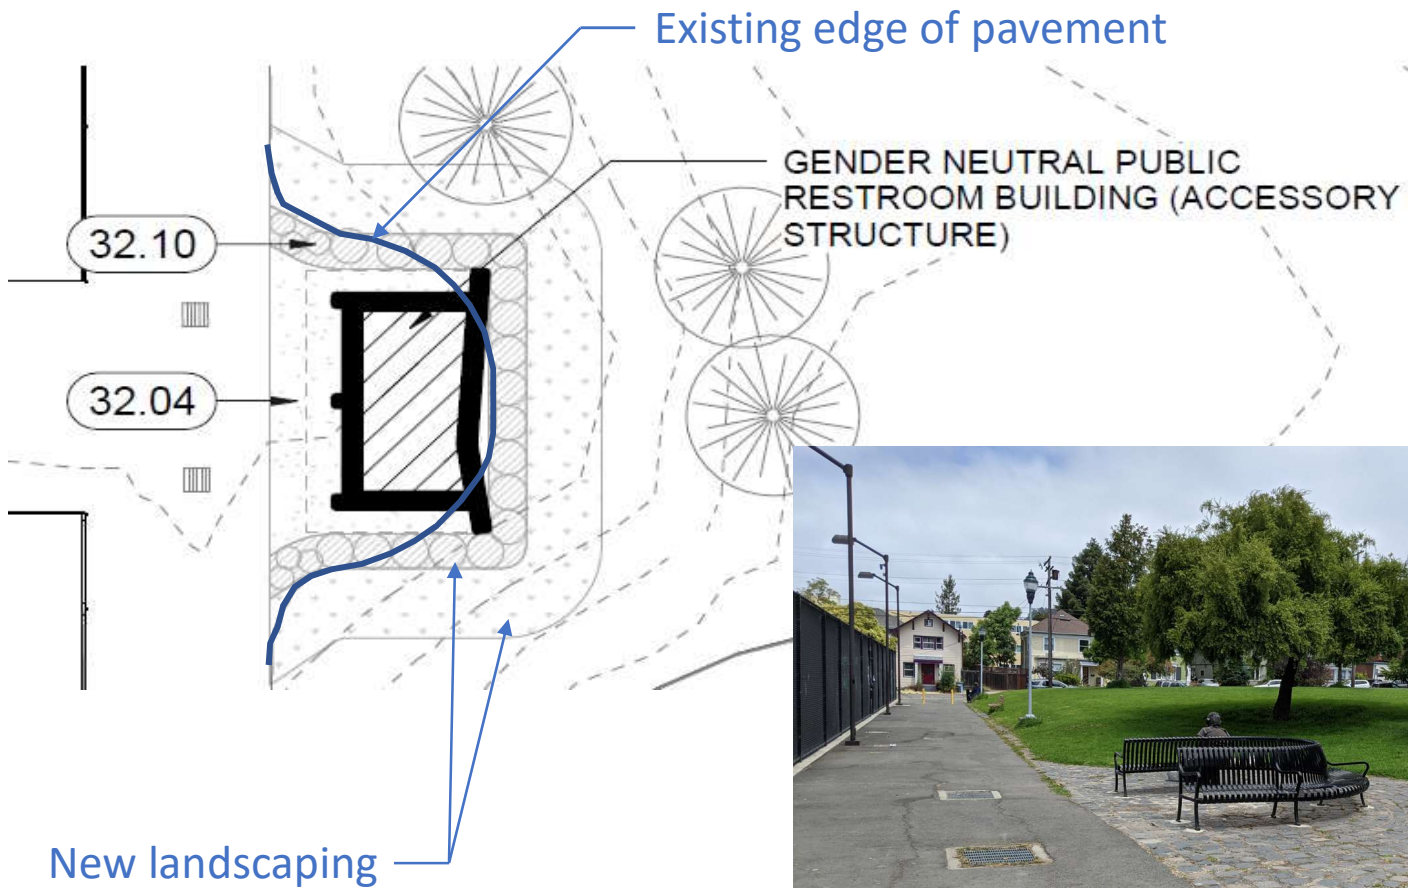 Existing edge of pavement
GENDER NEUTRAL PUBLIC
RESTROOM BUILDING (ACCESSORY
STRUCTURE)
32.10
32.04
New landscaping